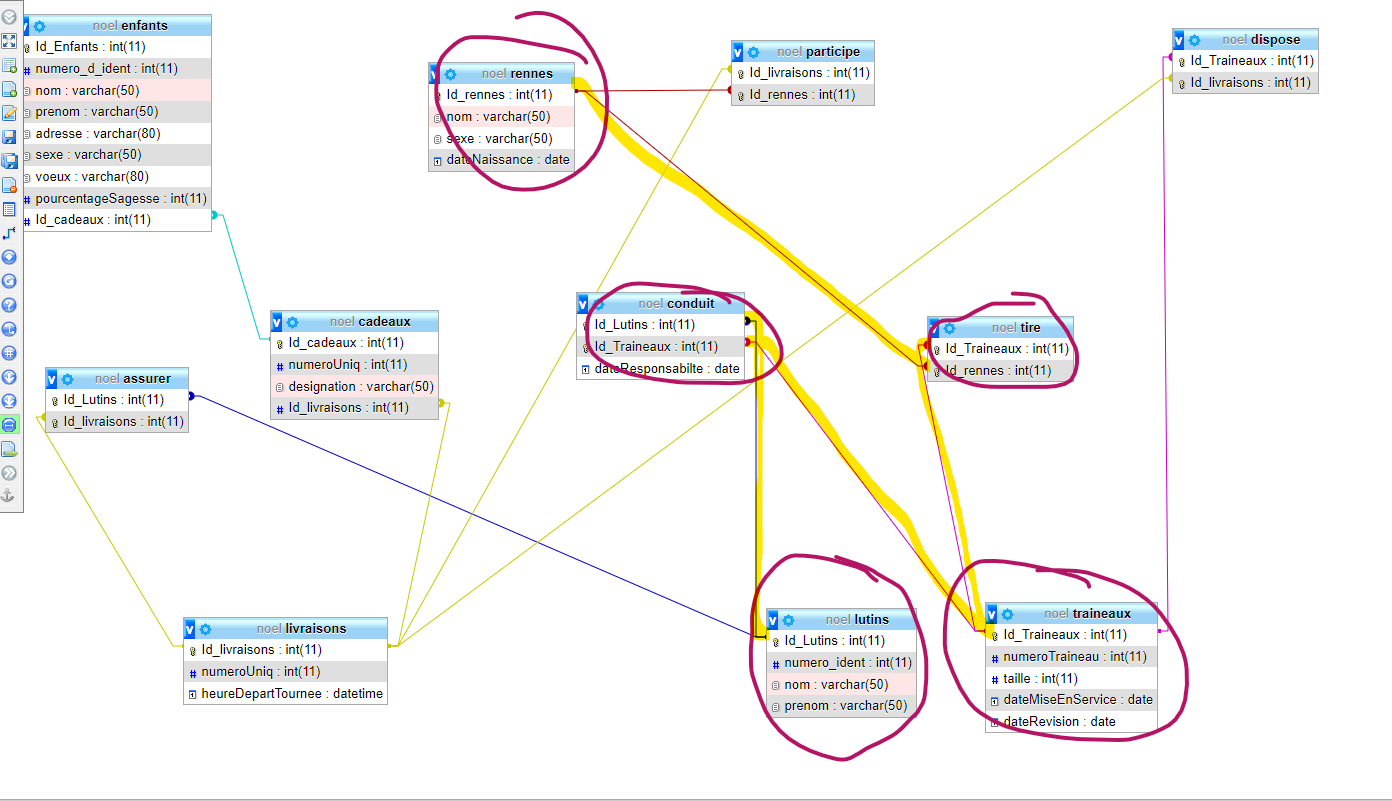 noel enfants
Id_Enfants : int(11)
numero_d_ident : int(11)
nom : varchar(50)
prenom : varchar(50)
adresse : varchar(80)
sexe : varchar(50)
voeux : varchar(80)
pourcentageSagesse : int(11)
Id_cadeaux : int(11)
noel rennes
Id_rennes : int(11)
nom : varchar(50)
sexe : varchar(50)
dateNaissance : date
noel participe
Id_livraisons : int(11)
Id_rennes : int(11)
noel dispose
Id_Traineaux : int(11)
Id_livraisons : int(11)
noel cadeaux
Id_cadeaux : int(11)
numeroUniq : int(11)
designation : varchar(50)
Id_livraisons : int(11)
noel conduit
Id_Lutins : int(11)
Id_Traineaux : int(11)
dateResponsabilte : date
noel tire
Id_Traineaux : int(11)
Id_rennes : int(11)
noel assurer
Id_Lutins : int(11)
Id_livraisons : int(11)
noel livraisons
Id_livraisons : int(11)
numeroUniq : int(11)
heureDepartTournee : datetime
noel lutins
Id_Lutins : int(11)
numero_ident : int(11)
nom : varchar(50)
prenom : varchar(50)
noel traineaux
Id_Traineaux : int(11)
numeroTraineau : int(11)
taille : int(11)
dateMiseEnService : date
dateRevision : date